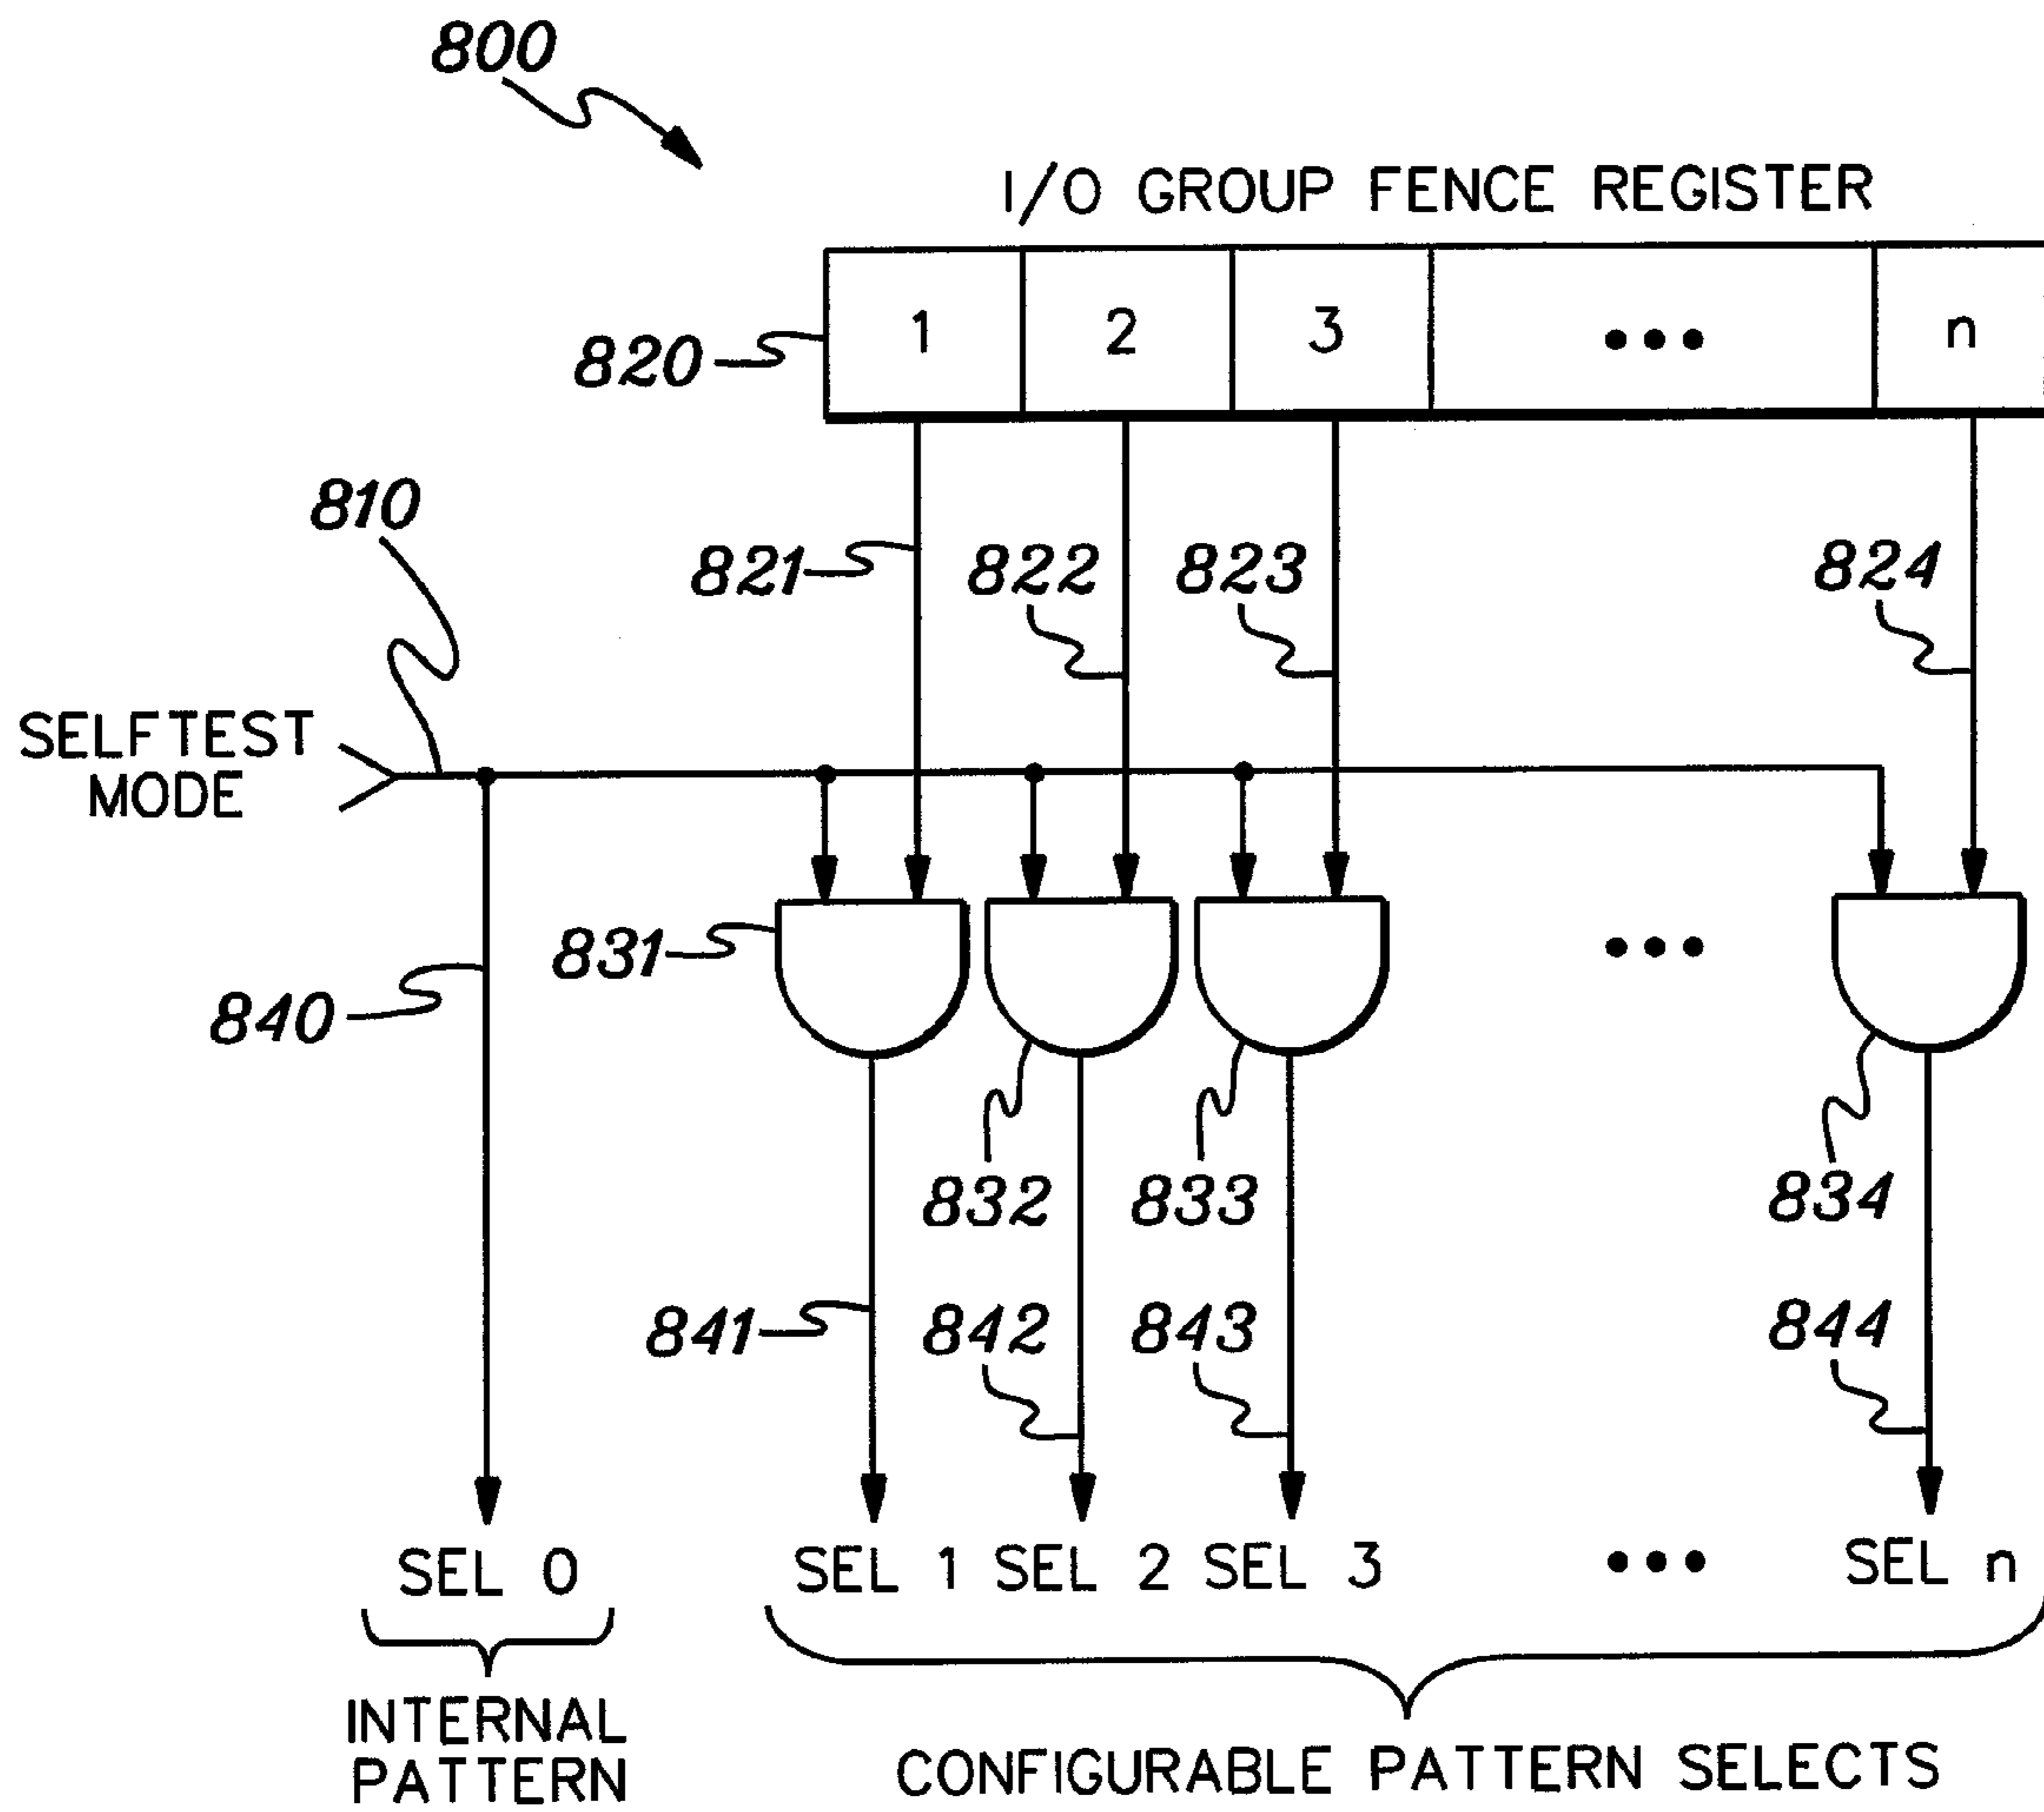 800
I/O GROUP FENCE REGISTER
1 2 3 ••• n
820
810
821 822 823 824
SELFTEST
MODE
831 •••
840
832 833 834
841 842 843 844
SEL 0 SEL 1 SEL 2 SEL 3 ••• SEL n
INTERNAL
PATTERN
CONFIGURABLE PATTERN SELECTS